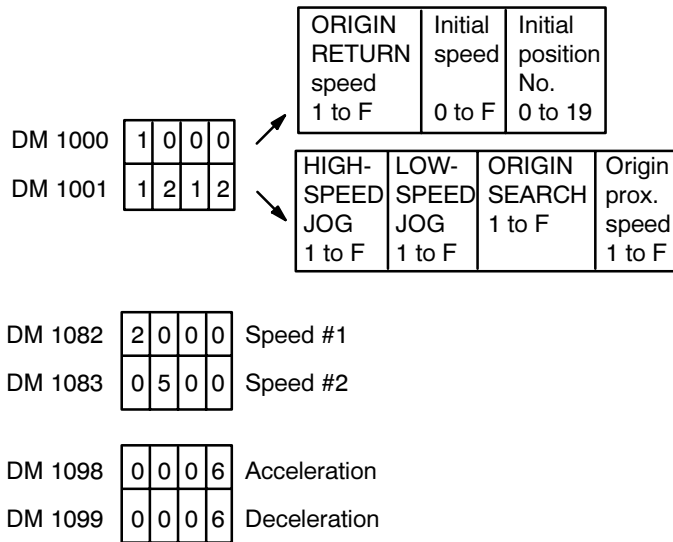 ORIGIN RETURN speed 1 to F
Initial speed 0 to F
Initial position No. 0 to 19
DM 1000 1 0 0 0
DM 1001 1 2 1 2
HIGH-SPEED JOG 1 to F
LOW-SPEED JOG 1 to F
ORIGIN SEARCH 1 to F
Origin prox. speed 1 to F
DM 1082 2 0 0 0 Speed #1
DM 1083 0 5 0 0 Speed #2
DM 1098 0 0 0 6 Acceleration
DM 1099 0 0 0 6 Deceleration